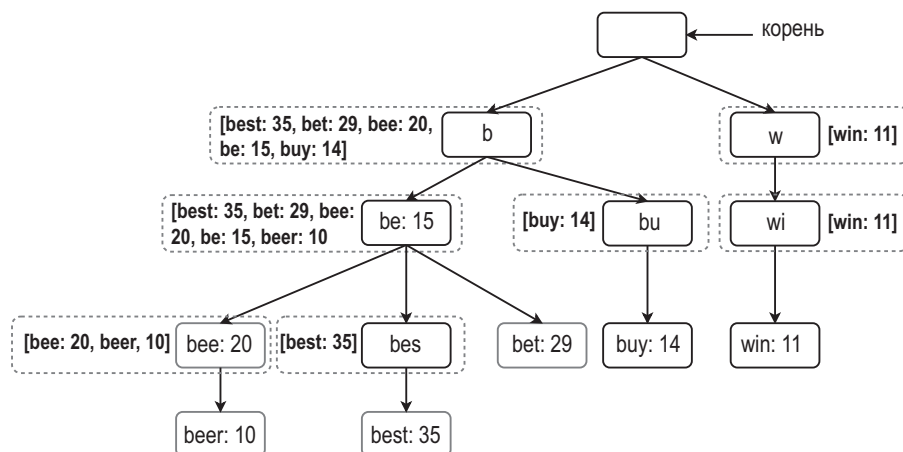 корень
[best: 35, bet: 29, bee: 20,
be: 15, buy: 14]
b
w
[win: 11]
[best: 35, bet: 29, bee:
20, be: 15, beer: 10
be: 15
[buy: 14]
bu
wi
[win: 11]
[bee: 20, beer, 10]
bee: 20
[best: 35]
bes
bet: 29
buy: 14
win: 11
beer: 10
best: 35